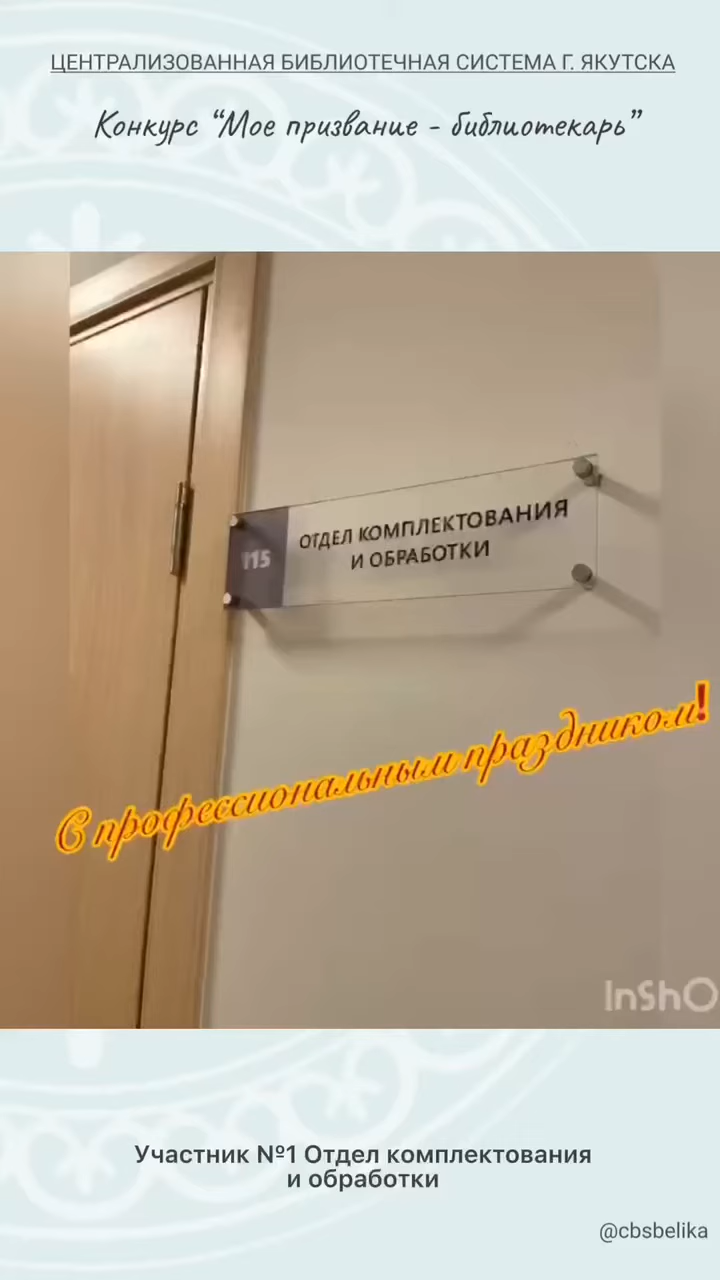 ЦЕНТРАЛИЗОВАННАЯ БИБЛИОТЕЧНАЯ СИСТЕМА Г. ЯКУТСКА
Конкурс “Мое призвание - библиотекарь”
115
ОТДЕЛ КОМПЛЕКТОВАНИЯ
И ОБРАБОТКИ
С профессиональным праздником!
InShO
Участник №1 Отдел комплектования
и обработки
@cbsbelika